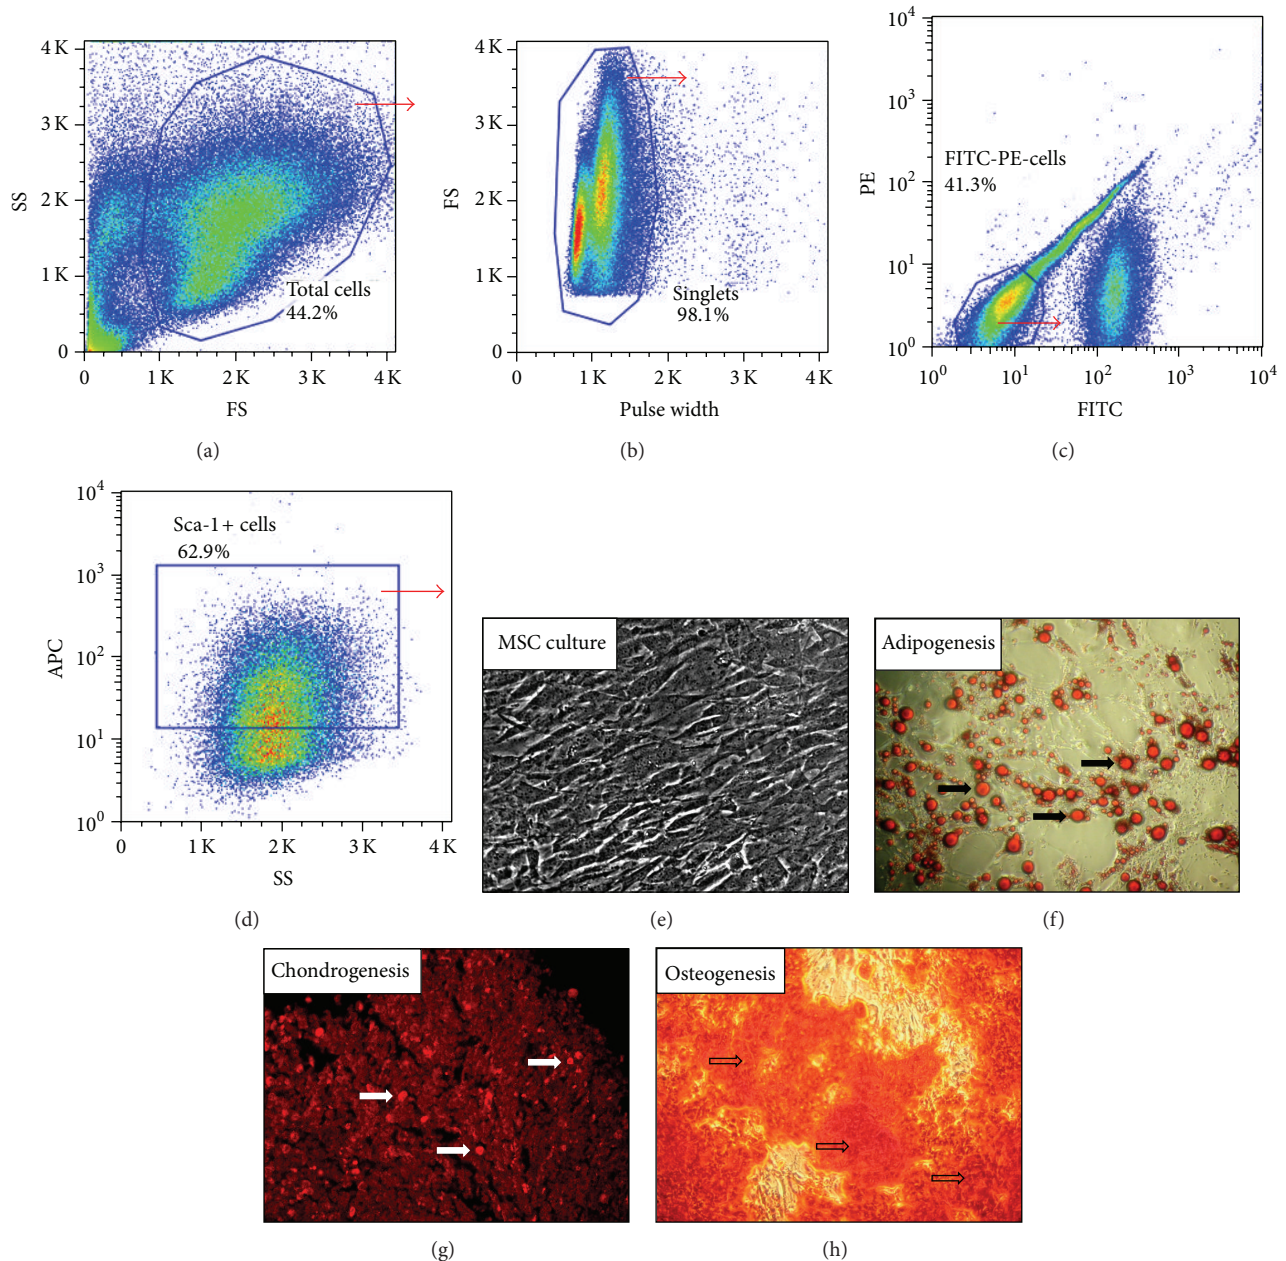 4 K
3 K
2 K
1 K
0
SS
Total cells
44.2%
0
1 K
2 K
3 K
4 K
FS
(a)
4 K
3 K
2 K
1 K
0
FS
Singlets
98.1%
0
1 K
2 K
3 K
4 K
Pulse width
(b)
10^4
10^3
10^2
10^1
10^0
PE
FITC-PE-cells
41.3%
10^0
10^1
10^2
10^3
10^4
FITC
(c)
10^4
10^3
10^2
10^1
10^0
APC
Sca-1+ cells
62.9%
0
1 K
2 K
3 K
4 K
SS
(d)
MSC culture
(e)
Adipogenesis
(f)
Chondrogenesis
(g)
Osteogenesis
(h)